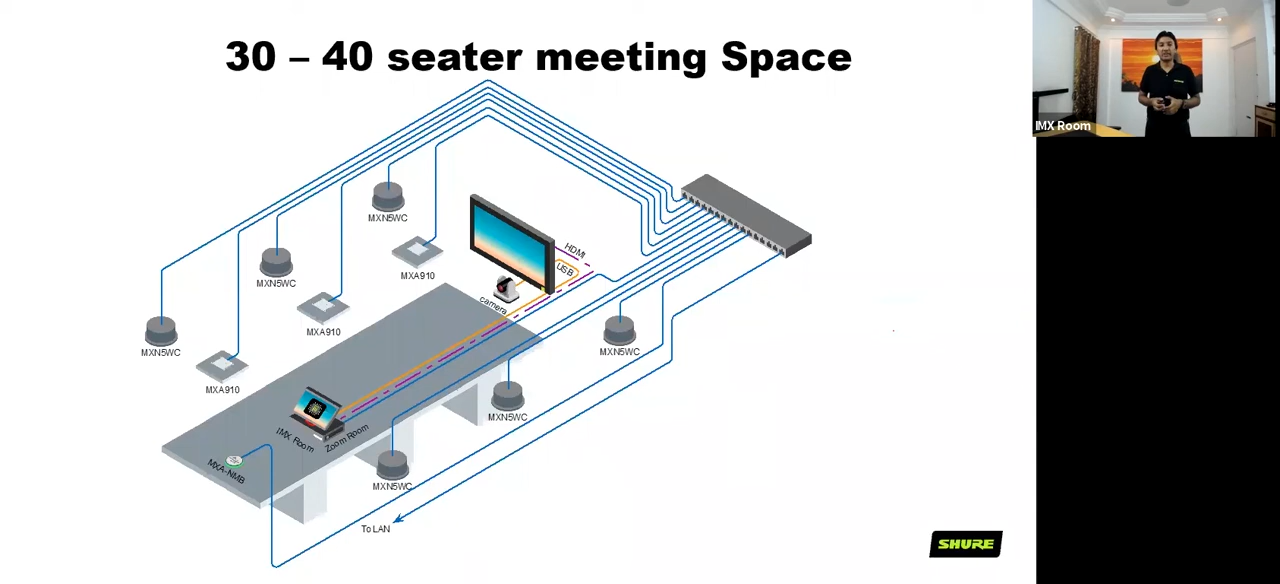 30 – 40 seater meeting Space
IMX Room
MXN5WC
MXA910
HDMI
USB
camera
MXN5WC
MXA910
MXN5WC
MXA910
MXN5WC
MXN5WC
MXN5WC
IMX Room
Zoom Room
MXA-NMB
To LAN
SHURE